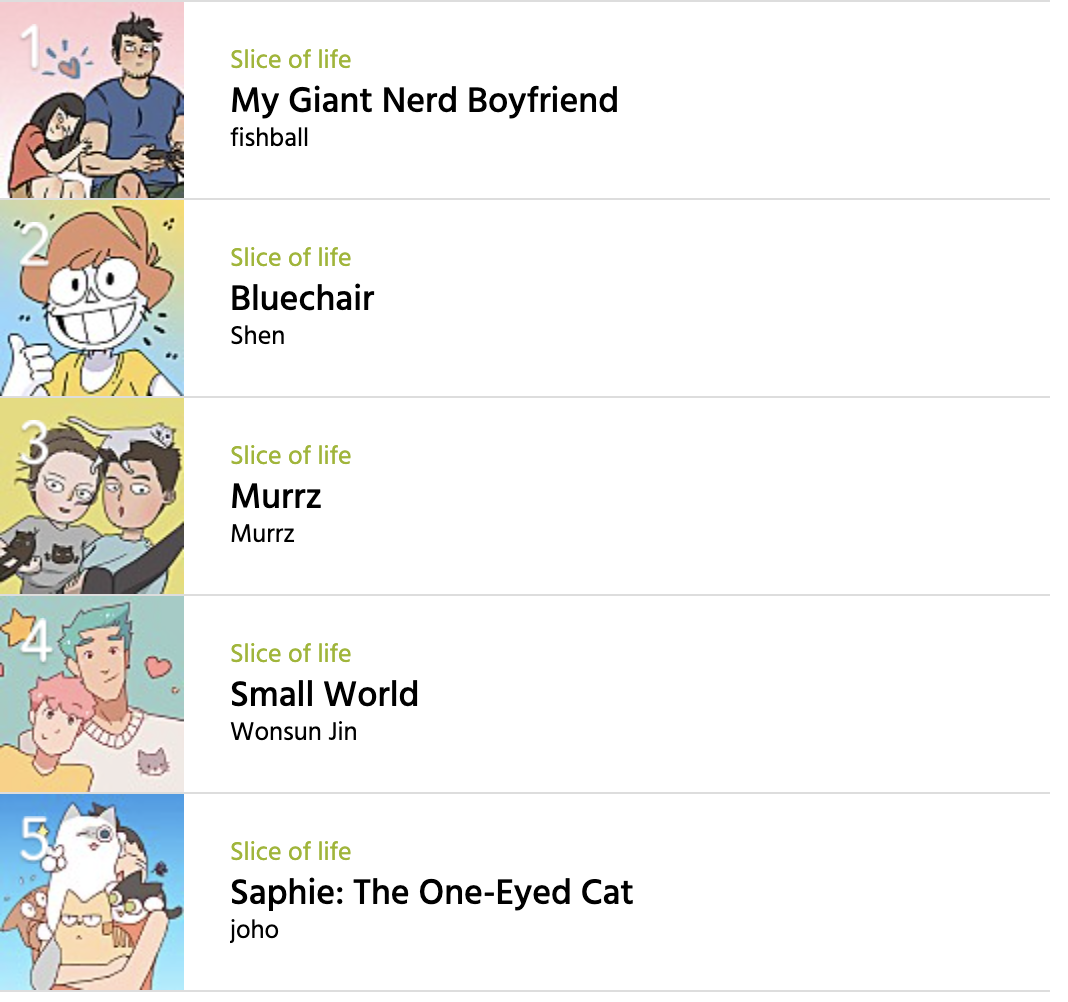 1
Slice of life
My Giant Nerd Boyfriend
fishball
2
Slice of life
Bluechair
Shen
3
Slice of life
Murrz
Murrz
4
Slice of life
Small World
Wonsun Jin
5
Slice of life
Saphie: The One-Eyed Cat
joho